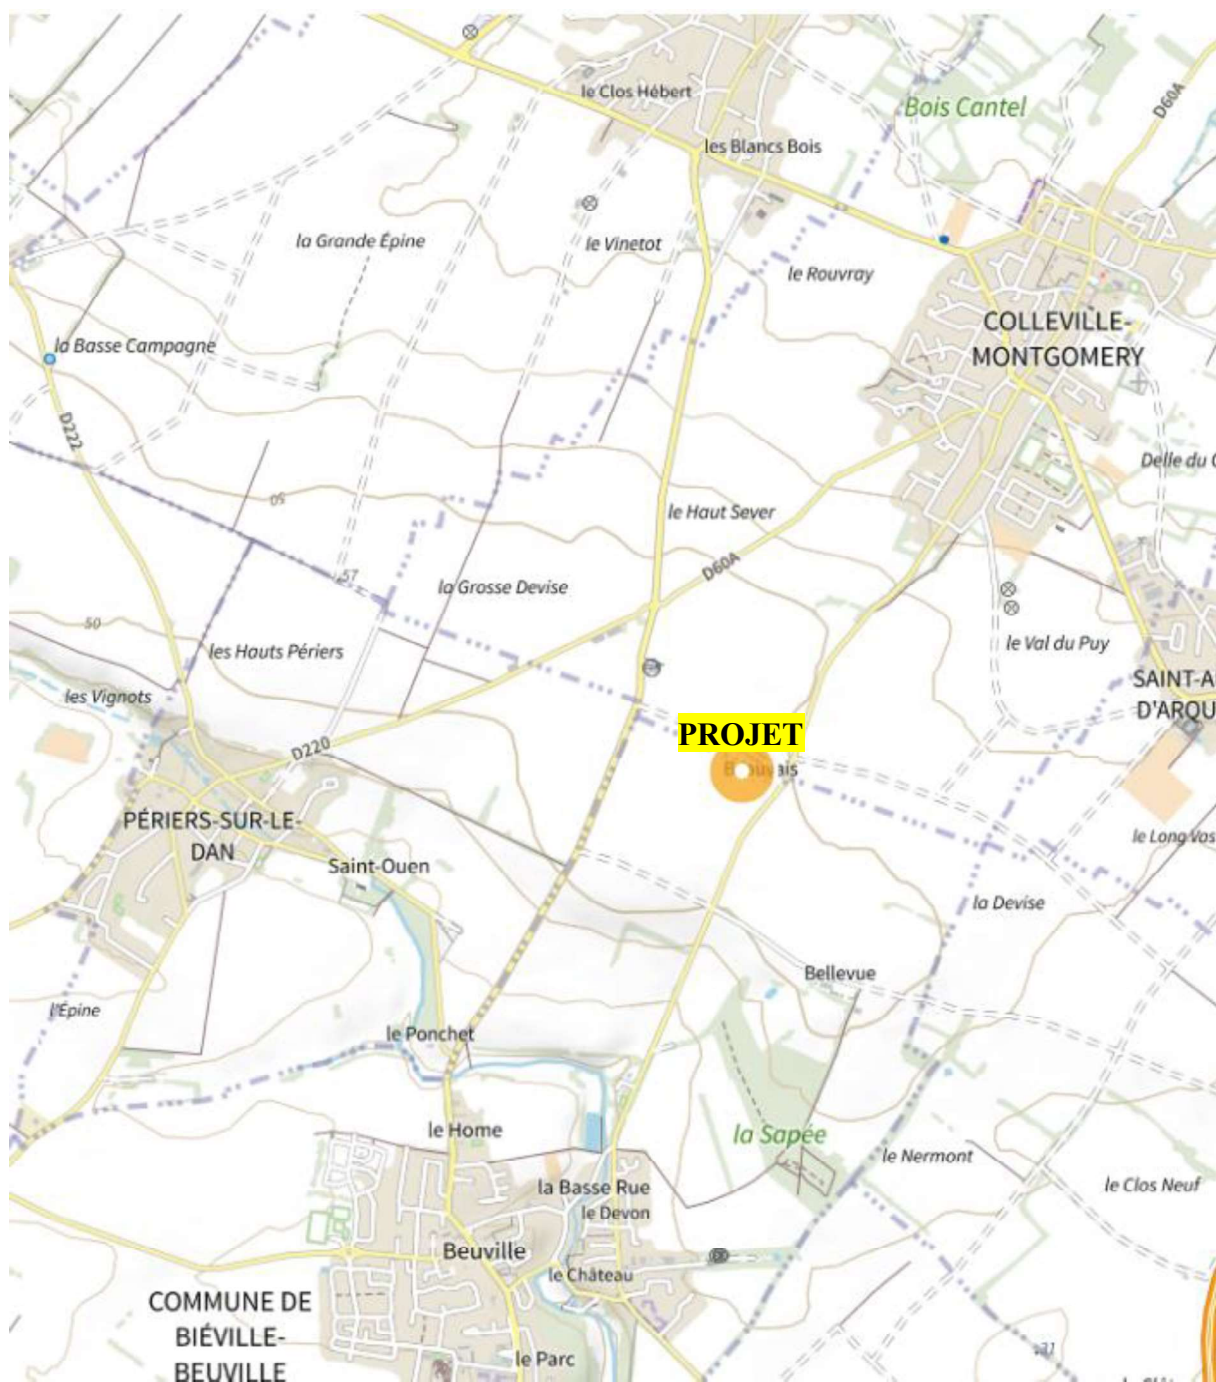 le Clos Hébert
Bois Cantel
D60A
les Blancs Bois
la Grande Épine
le Vinetot
le Rouvray
COLLEVILLE-
MONTGOMERY
la Basse Campagne
D222
Delle du
le Haut Sever
D60A
57
la Grosse Devise
50
les Hauts Périers
le Val du Puy
les Vignots
SAINT-A
D'ARQU
PROJET
D220
PÉRIERS-SUR-LE-
DAN
le Long Vas
Saint-Ouen
la Devise
Bellevue
l'Épine
le Ponchet
le Home
la Sapée
le Nermont
la Basse Rue
le Clos Neuf
le Devon
Beuville
le Château
COMMUNE DE
BIÉVILLE-
BEUVILLE
le Parc
31